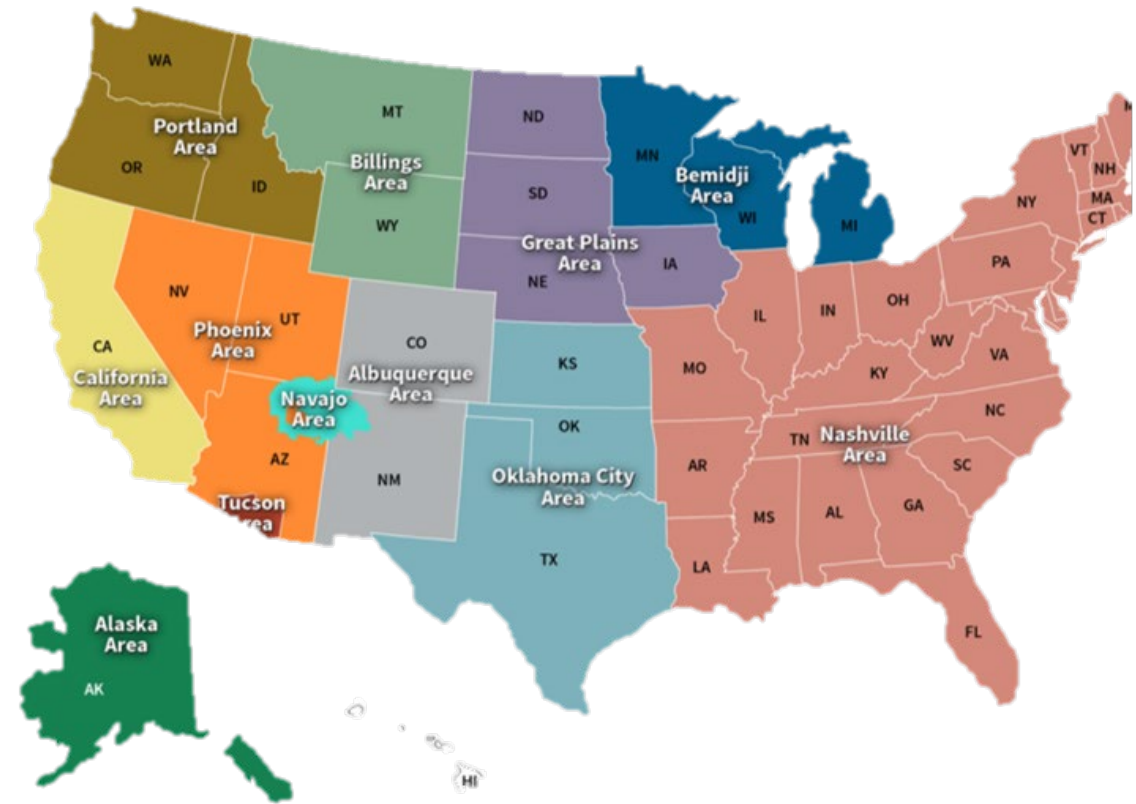 WA
Portland
Area
OR
ID
MT
Billings
Area
WY
ND
SD
Great Plains
Area
NE
IA
MN
Bemidji
Area
WI
MI
VT
NH
MA
CT
NY
PA
CA
California
Area
NV
UT
Phoenix
Area
AZ
Navajo
Area
Tucson
CO
Albuquerque
Area
NM
KS
OK
Oklahoma City
Area
TX
IL
IN
OH
WV
VA
KY
MO
NC
TN
Nashville
Area
SC
AR
MS
AL
GA
LA
FL
Alaska
Area
AK
HI